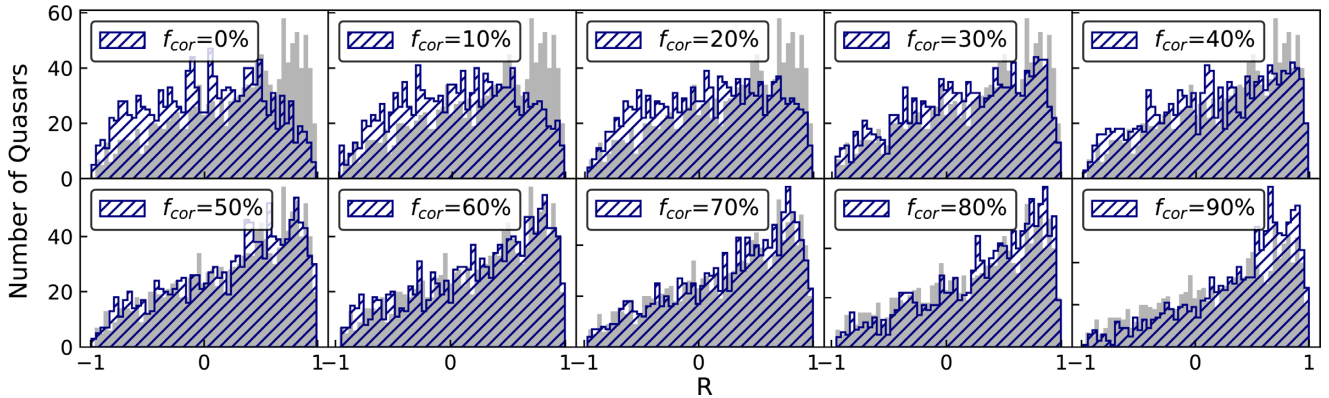 60
40
20
0
Number of Quasars
f_cor=0%
f_cor=10%
f_cor=20%
f_cor=30%
f_cor=40%
40
20
0
f_cor=50%
f_cor=60%
f_cor=70%
f_cor=80%
f_cor=90%
−1 0 1 −1 0 1 −1 0 1 −1 0 1 −1 0 1
R